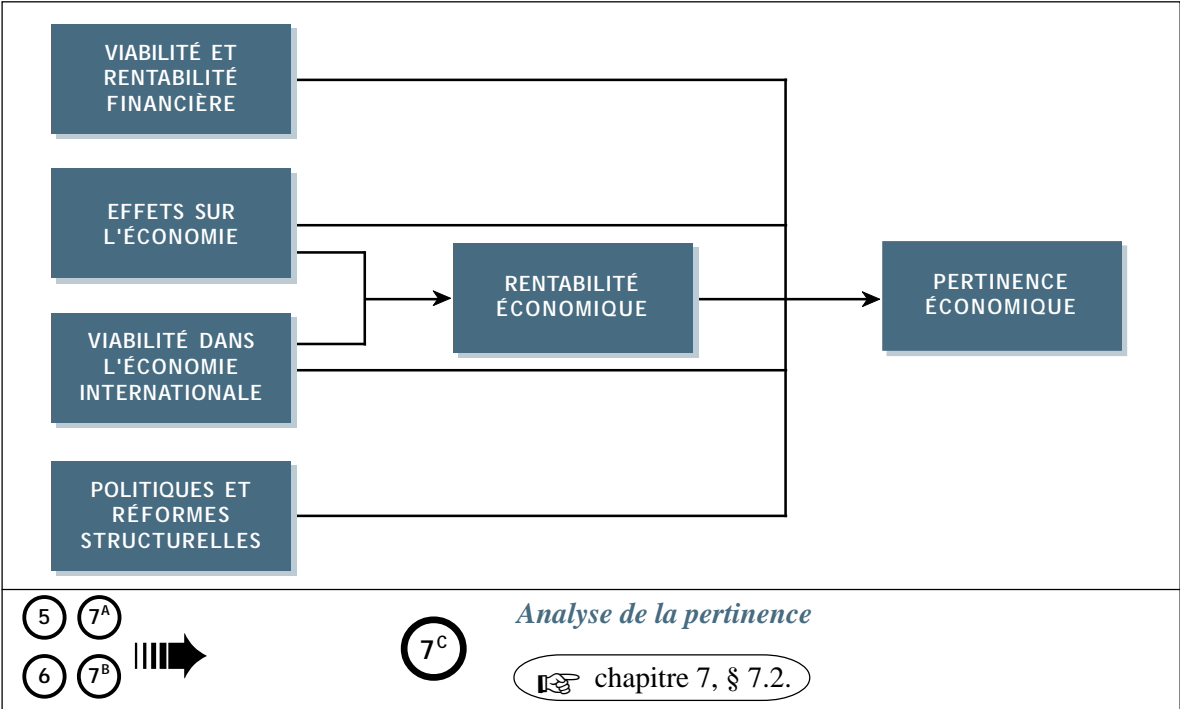 VIABILITÉ ET
RENTABILITÉ
FINANCIÈRE
EFFETS SUR
L'ÉCONOMIE
VIABILITÉ DANS
L'ÉCONOMIE
INTERNATIONALE
POLITIQUES ET
RÉFORMES
STRUCTURELLES
RENTABILITÉ
ÉCONOMIQUE
PERTINENCE
ÉCONOMIQUE
5 7A
6 7B
7C
Analyse de la pertinence
chapitre 7, § 7.2.